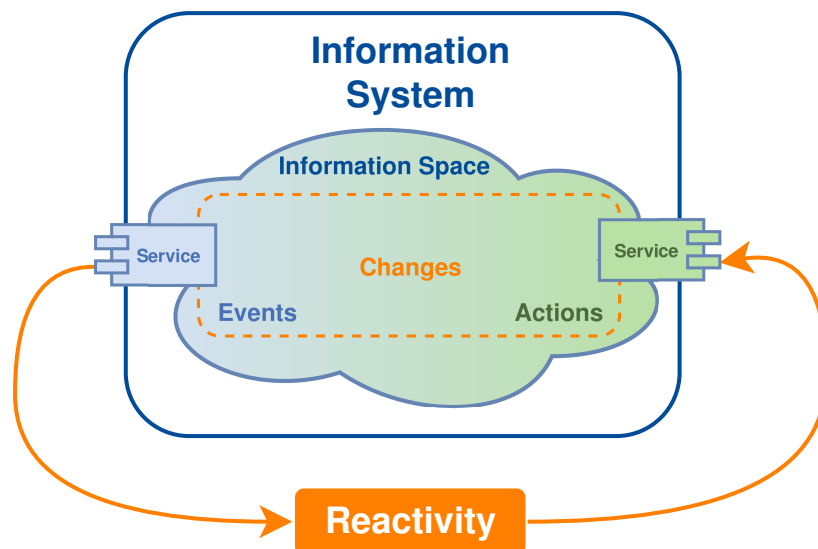 Information
System
Information Space
Service
Service
Changes
Events
Actions
Reactivity